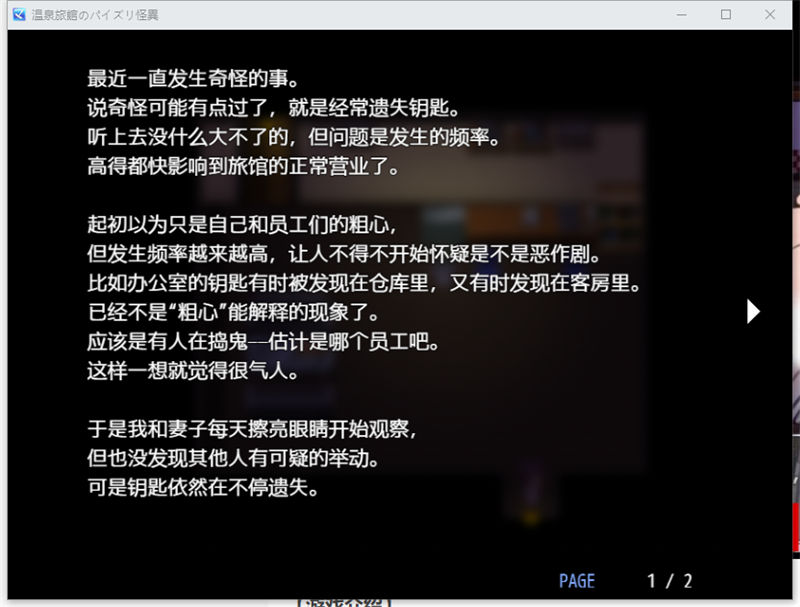 温泉旅館のパイズリ怪異
最近一直发生奇怪的事。
说奇怪可能有点过了，就是经常遗失钥匙。
听上去没什么大不了的，但问题是发生的频率。
高得都快影响到旅馆的正常营业了。
起初以为只是自己和员工们的粗心，
但发生频率越来越高，让人不得不开始怀疑是不是恶作剧。
比如办公室的钥匙有时被发现在仓库里，又有时发现在客房里。
已经不是“粗心”能解释的现象了。
应该是有人在捣鬼——估计是哪个员工吧。
这样一想就觉得很气人。
于是我和妻子每天擦亮眼睛开始观察，
但也没发现其他人有可疑的举动。
可是钥匙依然在不停遗失。
PAGE 1 / 2